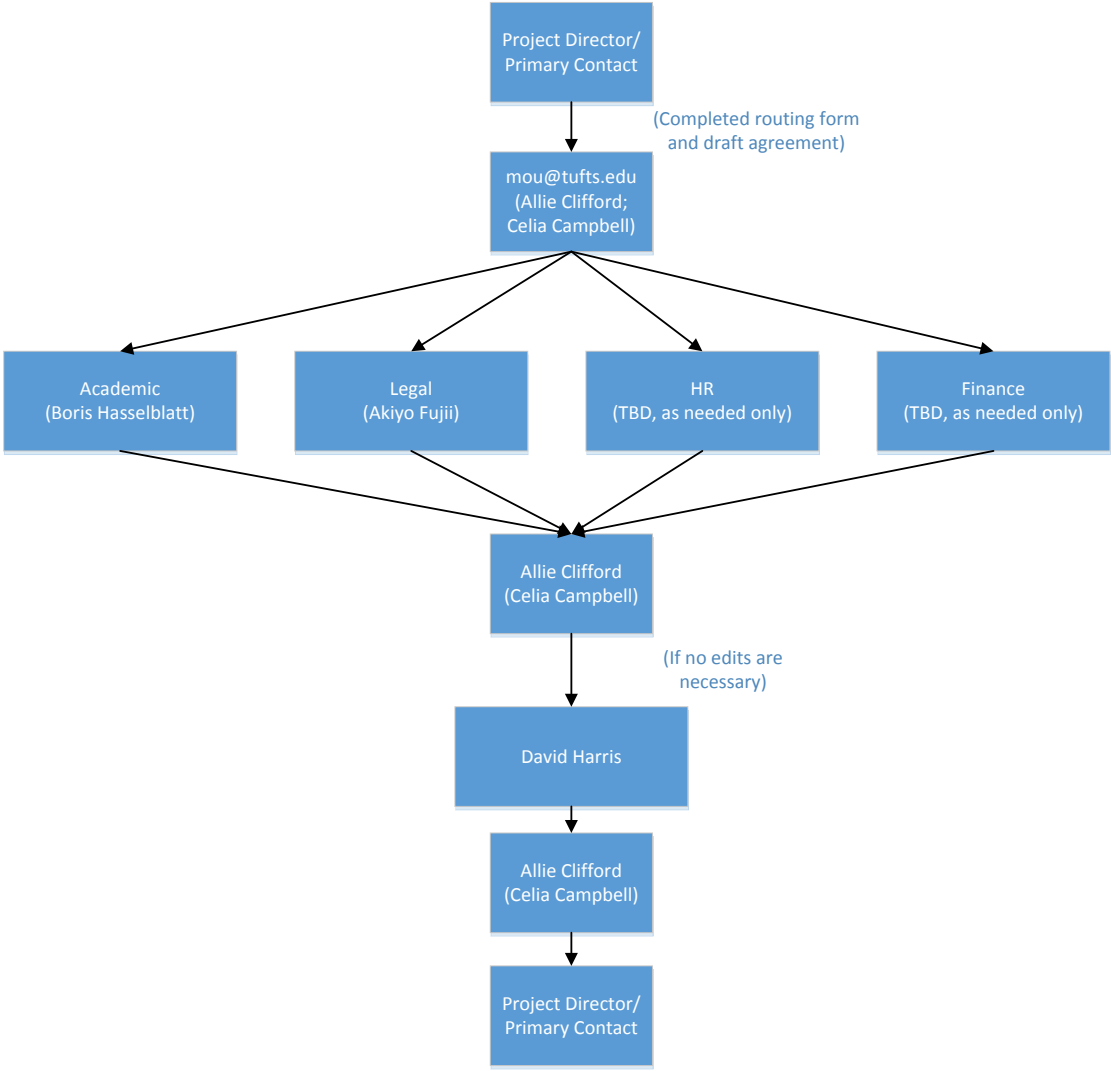 Project Director/
Primary Contact
(Completed routing form
and draft agreement)
mou@tufts.edu
(Allie Clifford;
Celia Campbell)
Academic
(Boris Hasselblatt)
Legal
(Akiyo Fujii)
HR
(TBD, as needed only)
Finance
(TBD, as needed only)
Allie Clifford
(Celia Campbell)
(If no edits are
necessary)
David Harris
Allie Clifford
(Celia Campbell)
Project Director/
Primary Contact